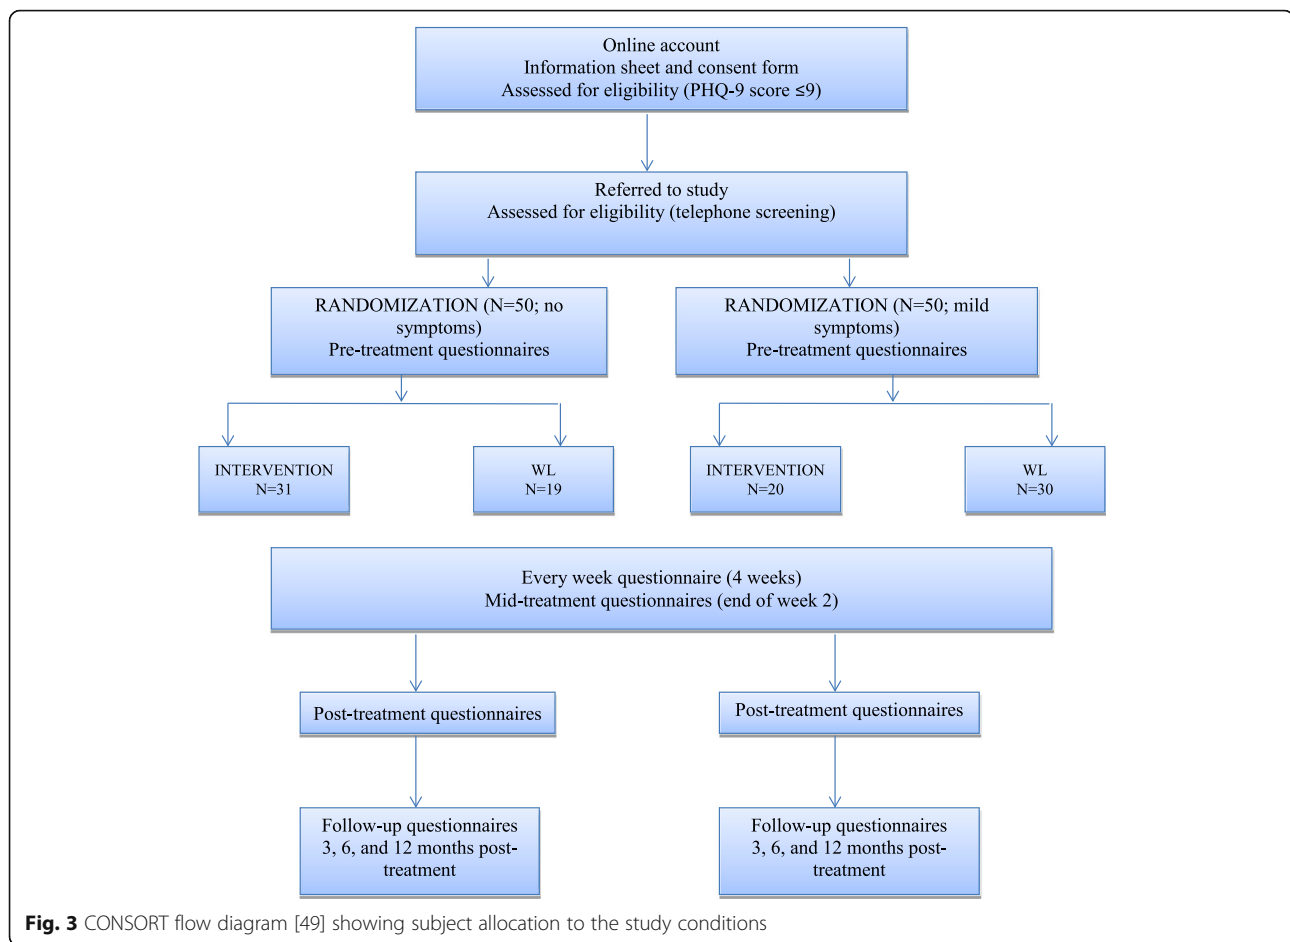 Online account
Information sheet and consent form
Assessed for eligibility (PHQ-9 score ≤9)
Referred to study
Assessed for eligibility (telephone screening)
RANDOMIZATION (N=50; no
symptoms)
Pre-treatment questionnaires
RANDOMIZATION (N=50; mild
symptoms)
Pre-treatment questionnaires
INTERVENTION
N=31
WL
N=19
INTERVENTION
N=20
WL
N=30
Every week questionnaire (4 weeks)
Mid-treatment questionnaires (end of week 2)
Post-treatment questionnaires
Post-treatment questionnaires
Follow-up questionnaires
3, 6, and 12 months post-
treatment
Follow-up questionnaires
3, 6, and 12 months post-
treatment
Fig. 3 CONSORT flow diagram [49] showing subject allocation to the study conditions